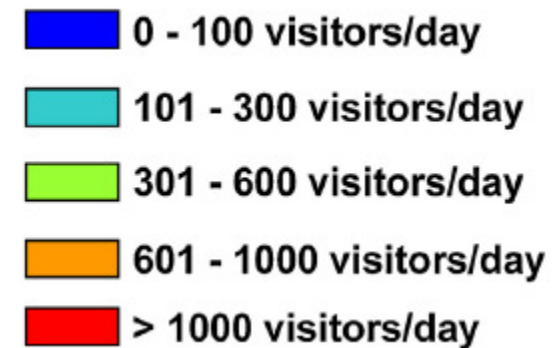 0 - 100 visitors/day
101 - 300 visitors/day
301 - 600 visitors/day
601 - 1000 visitors/day
> 1000 visitors/day